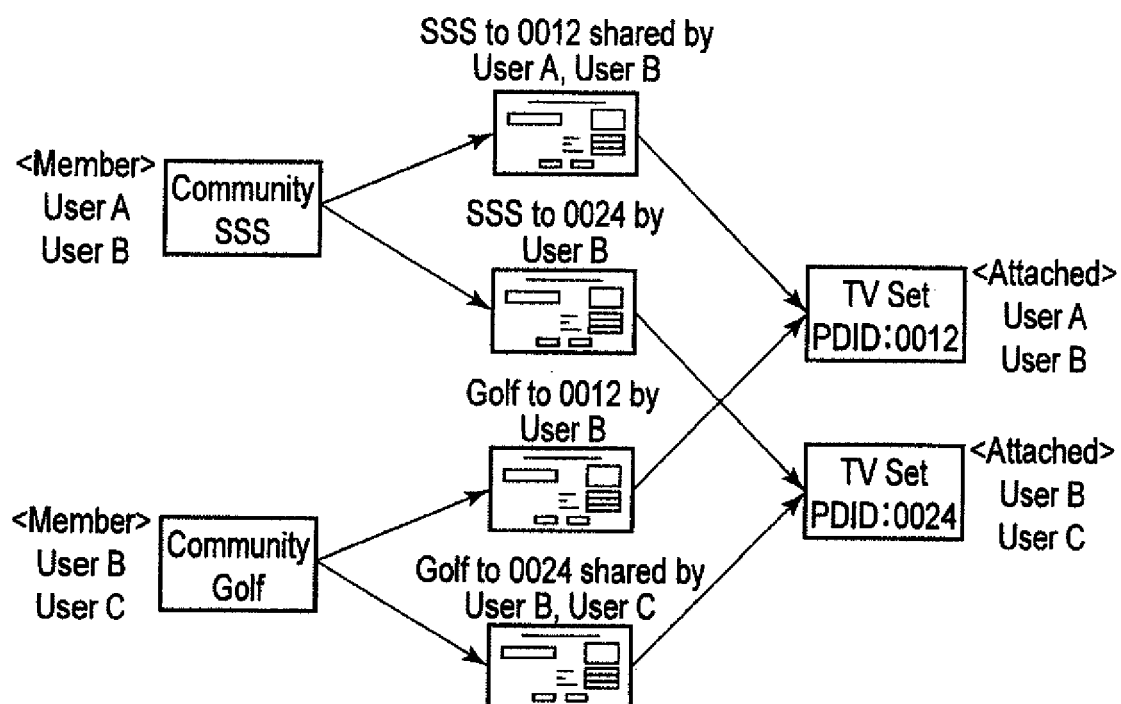 SSS to 0012 shared by
User A, User B
<Member>
User A
User B
Community
SSS
SSS to 0024 by
User B
TV Set
PDID:0012
<Attached>
User A
User B
Golf to 0012 by
User B
<Member>
User B
User C
Community
Golf
Golf to 0024 shared by
User B, User C
TV Set
PDID:0024
<Attached>
User B
User C